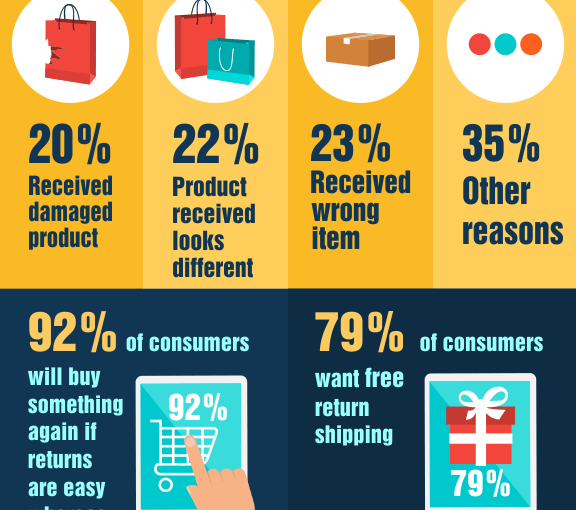 20%
Received
damaged
product
22%
Product
received
looks
different
23%
Received
wrong
item
35%
Other
reasons
92% of consumers
will buy
something
again if
returns
are easy
92%
79% of consumers
want free
return
shipping
79%